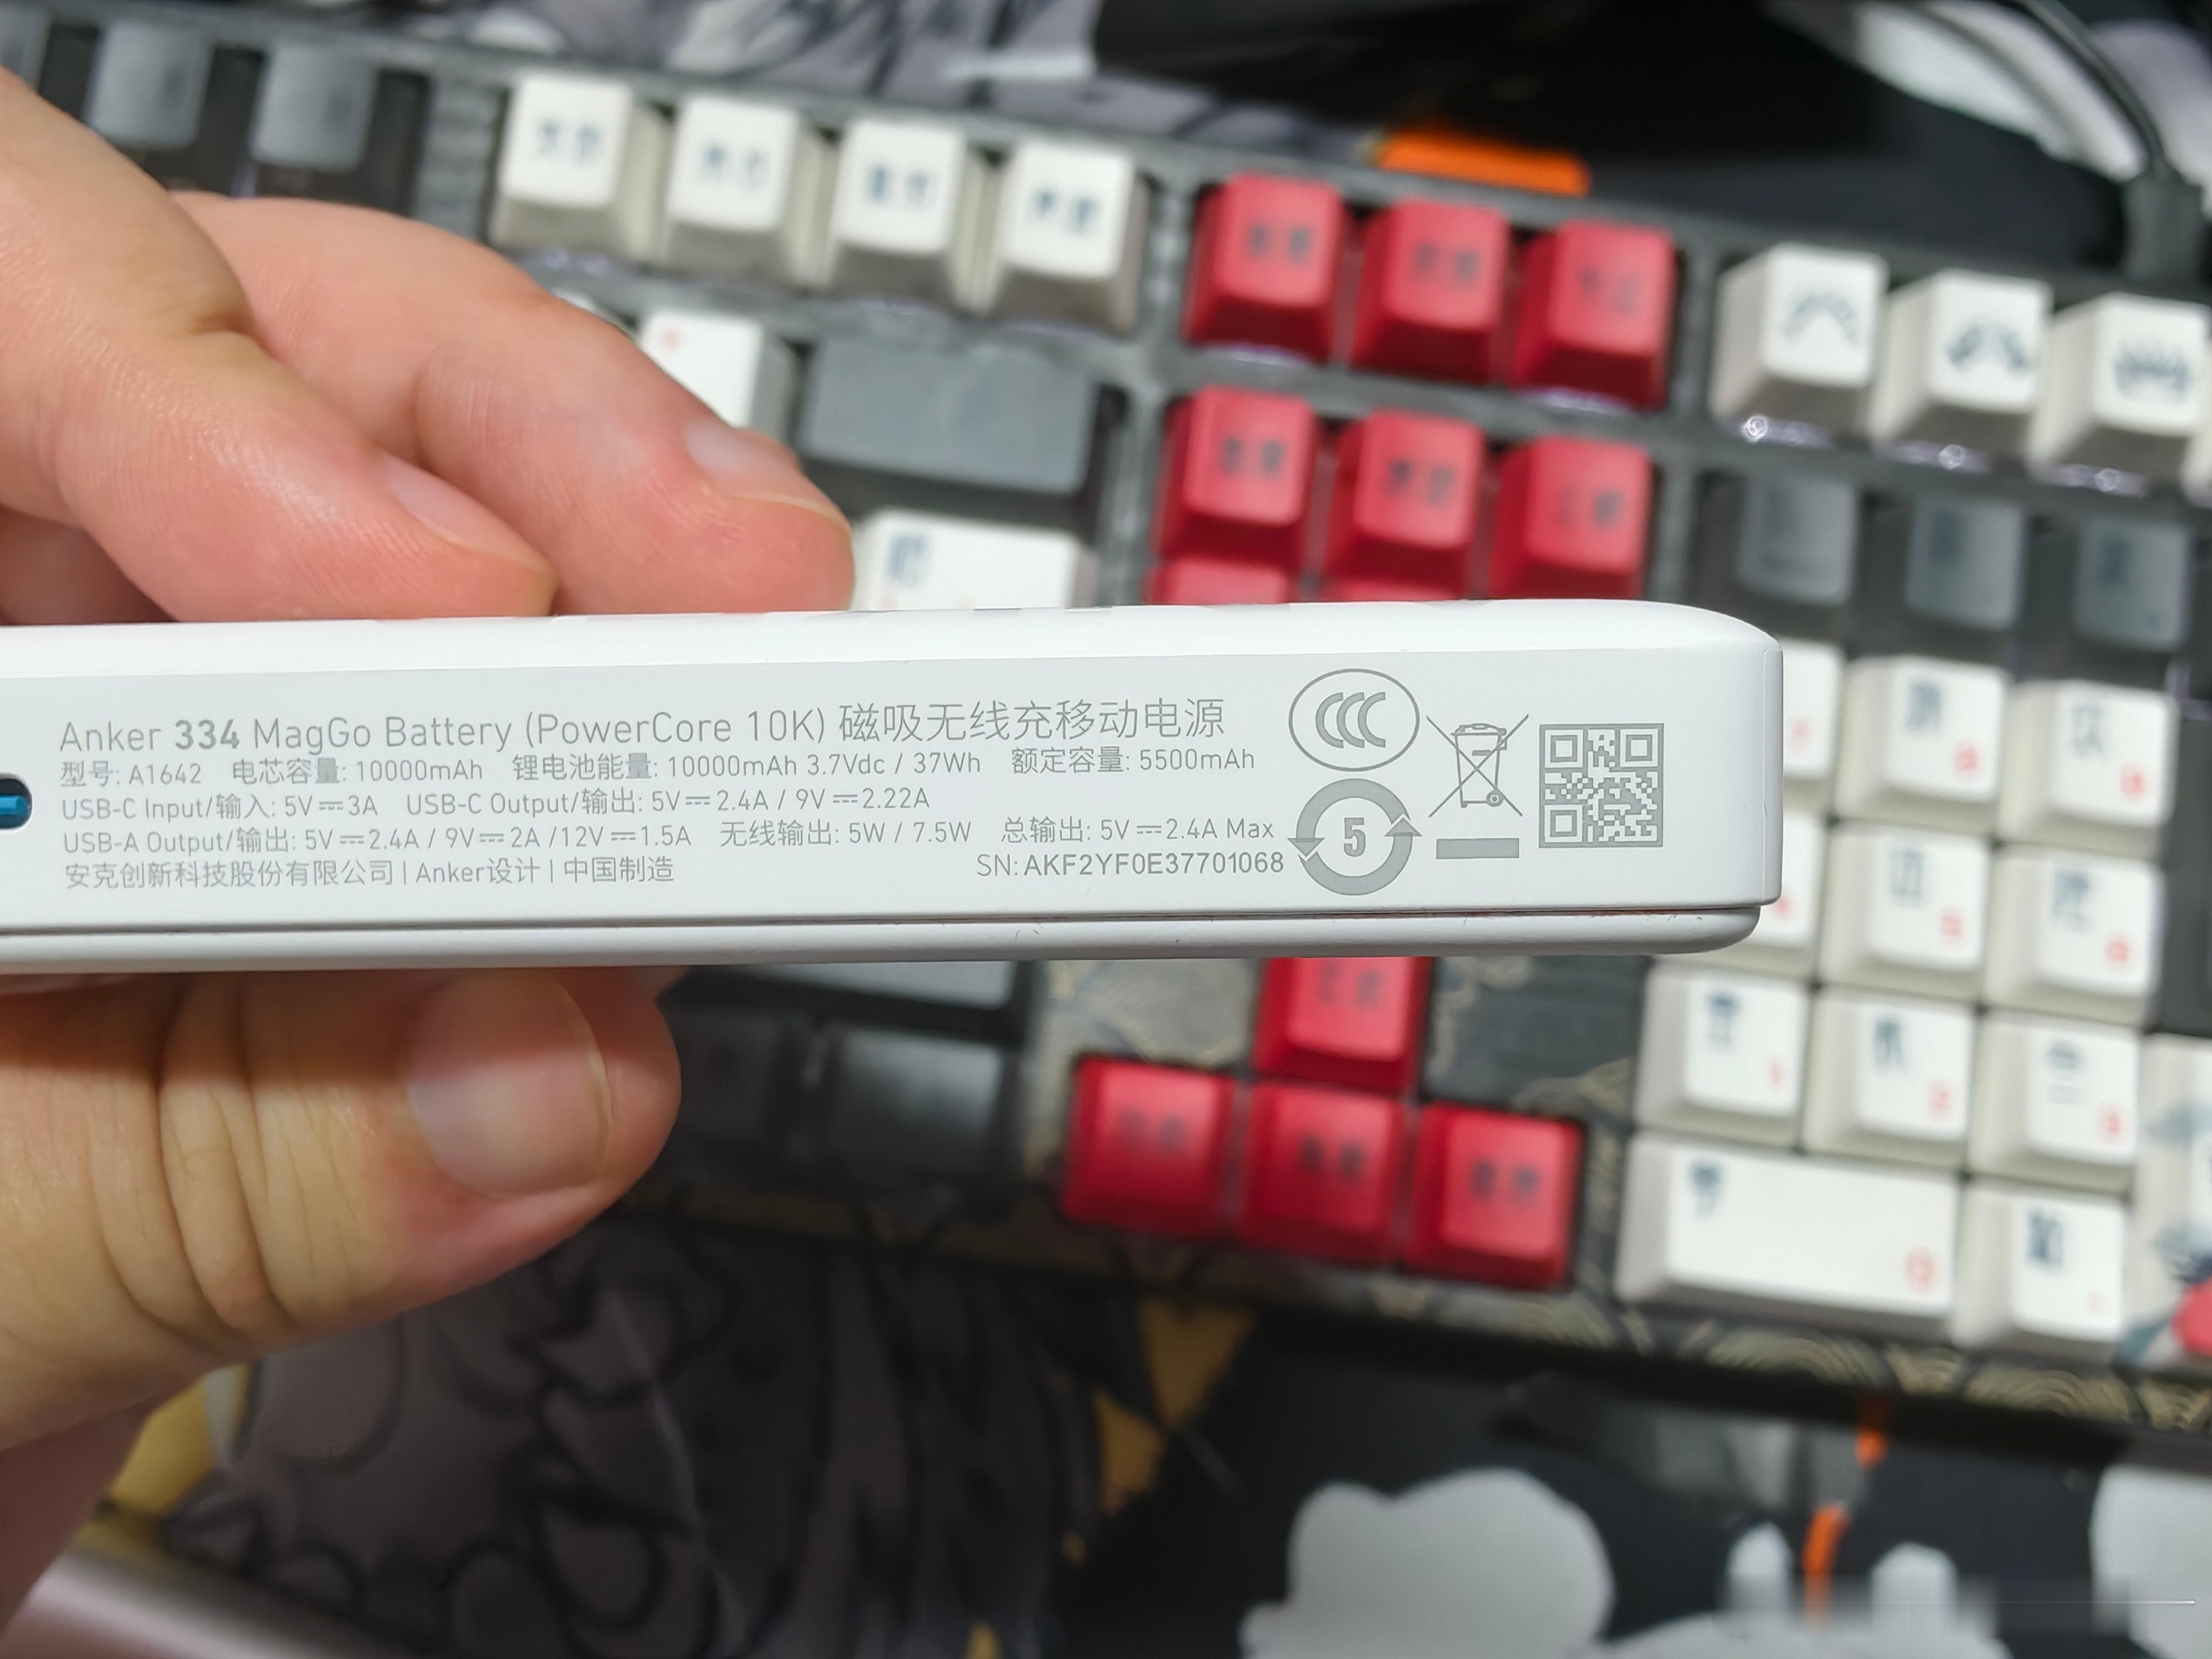 Anker 334 MagGo Battery (PowerCore 10K) 磁吸无线充移动电源
型号: A1642 电芯容量: 10000mAh 锂电池能量: 10000mAh 3.7Vdc / 37Wh 额定容量: 5500mAh
USB-C Input/输入: 5V⎓3A USB-C Output/输出: 5V⎓2.4A / 9V⎓2.22A
USB-A Output/输出: 5V⎓2.4A / 9V⎓2A /12V⎓1.5A 无线输出: 5W / 7.5W 总输出: 5V⎓2.4A Max
安克创新科技股份有限公司 | Anker设计 | 中国制造
SN: AKF2YF0E37701068
CCC
5